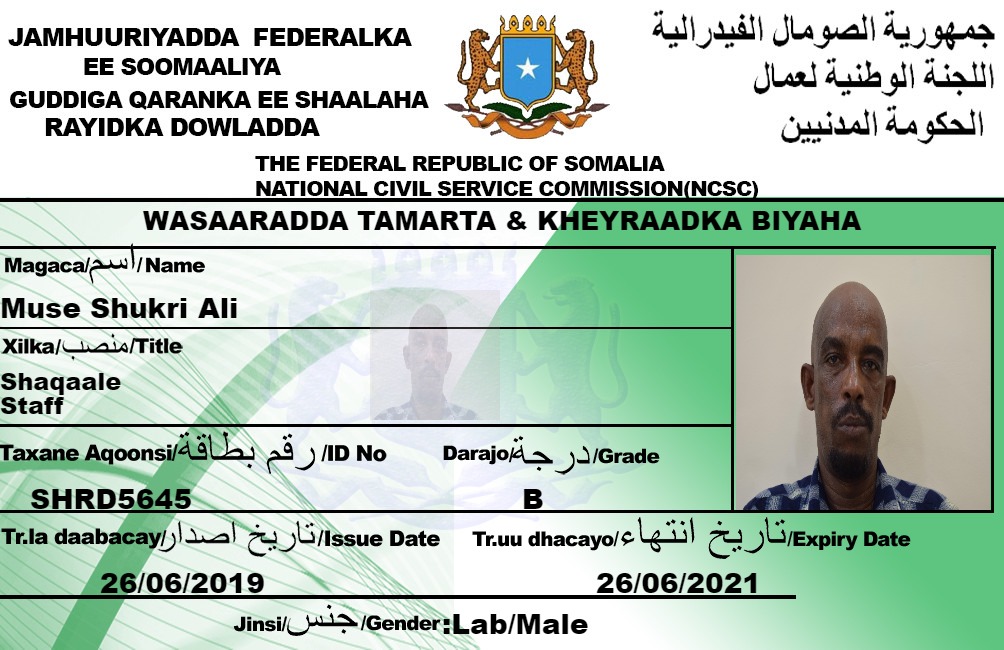 JAMHUURIYADDA FEDERALKA
EE SOOMAALIYA
GUDDIGA QARANKA EE SHAALAHA
RAYIDKA DOWLADDA
جمهورية الصومال الفيدرالية
اللجنة الوطنية لعمال
الحكومة المدنيين
THE FEDERAL REPUBLIC OF SOMALIA
NATIONAL CIVIL SERVICE COMMISSION(NCSC)
WASAARADDA TAMARTA & KHEYRAADKA BIYAHA
Magaca/اسم/Name
Muse Shukri Ali
Xilka/منصب/Title
Shaqaale
Staff
Taxane Aqoonsi/رقم بطاقة/ID No
Darajo/درجة/Grade
SHRD5645
B
Tr.la daabacay/تاريخ اصدار/Issue Date
Tr.uu dhacayo/تاريخ انتهاء/Expiry Date
26/06/2019
26/06/2021
Jinsi/جنس/Gender:Lab/Male